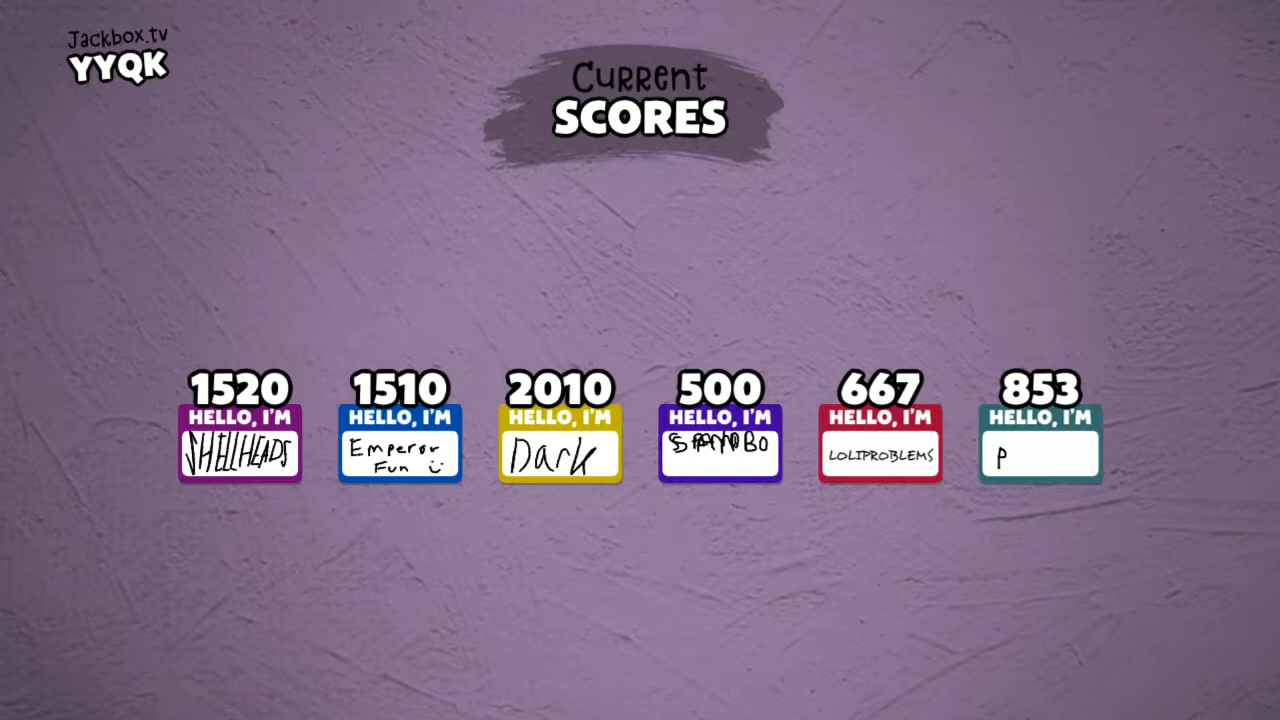 Jackbox.tv
YYQK
Current
SCORES
1520
HELLO, I'M
SHELLHEADS
1510
HELLO, I'M
Emperor
Fun :)
2010
HELLO, I'M
Dark
500
HELLO, I'M
667
HELLO, I'M
LOLIPROBLEMS
853
HELLO, I'M
P